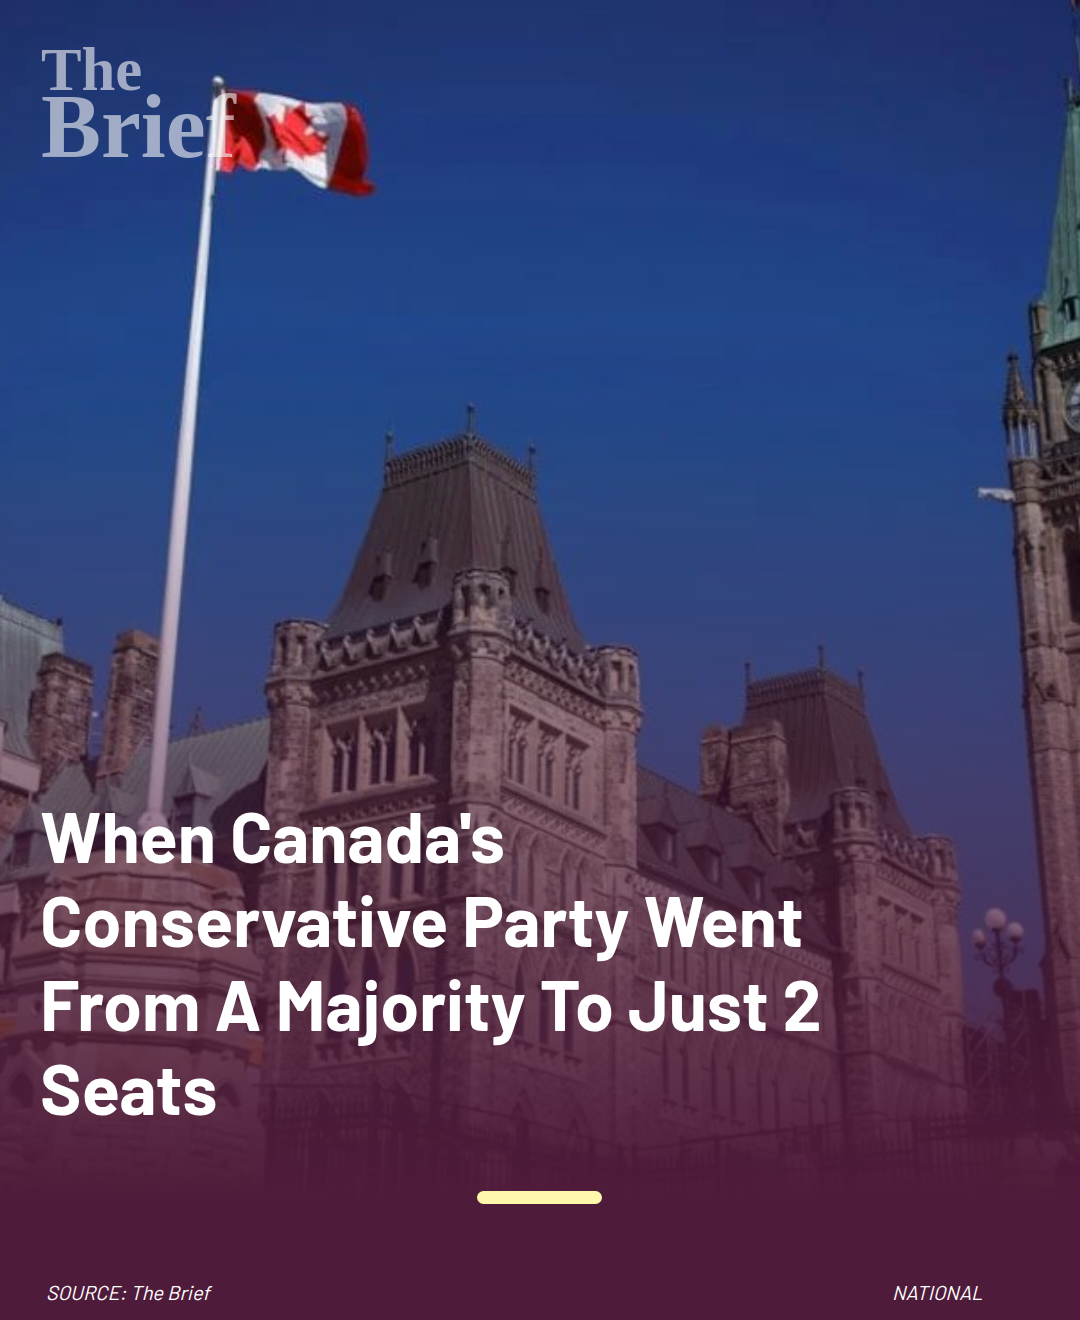 The
Brief
When Canada's
Conservative Party Went
From A Majority To Just 2
Seats
SOURCE: The Brief
NATIONAL